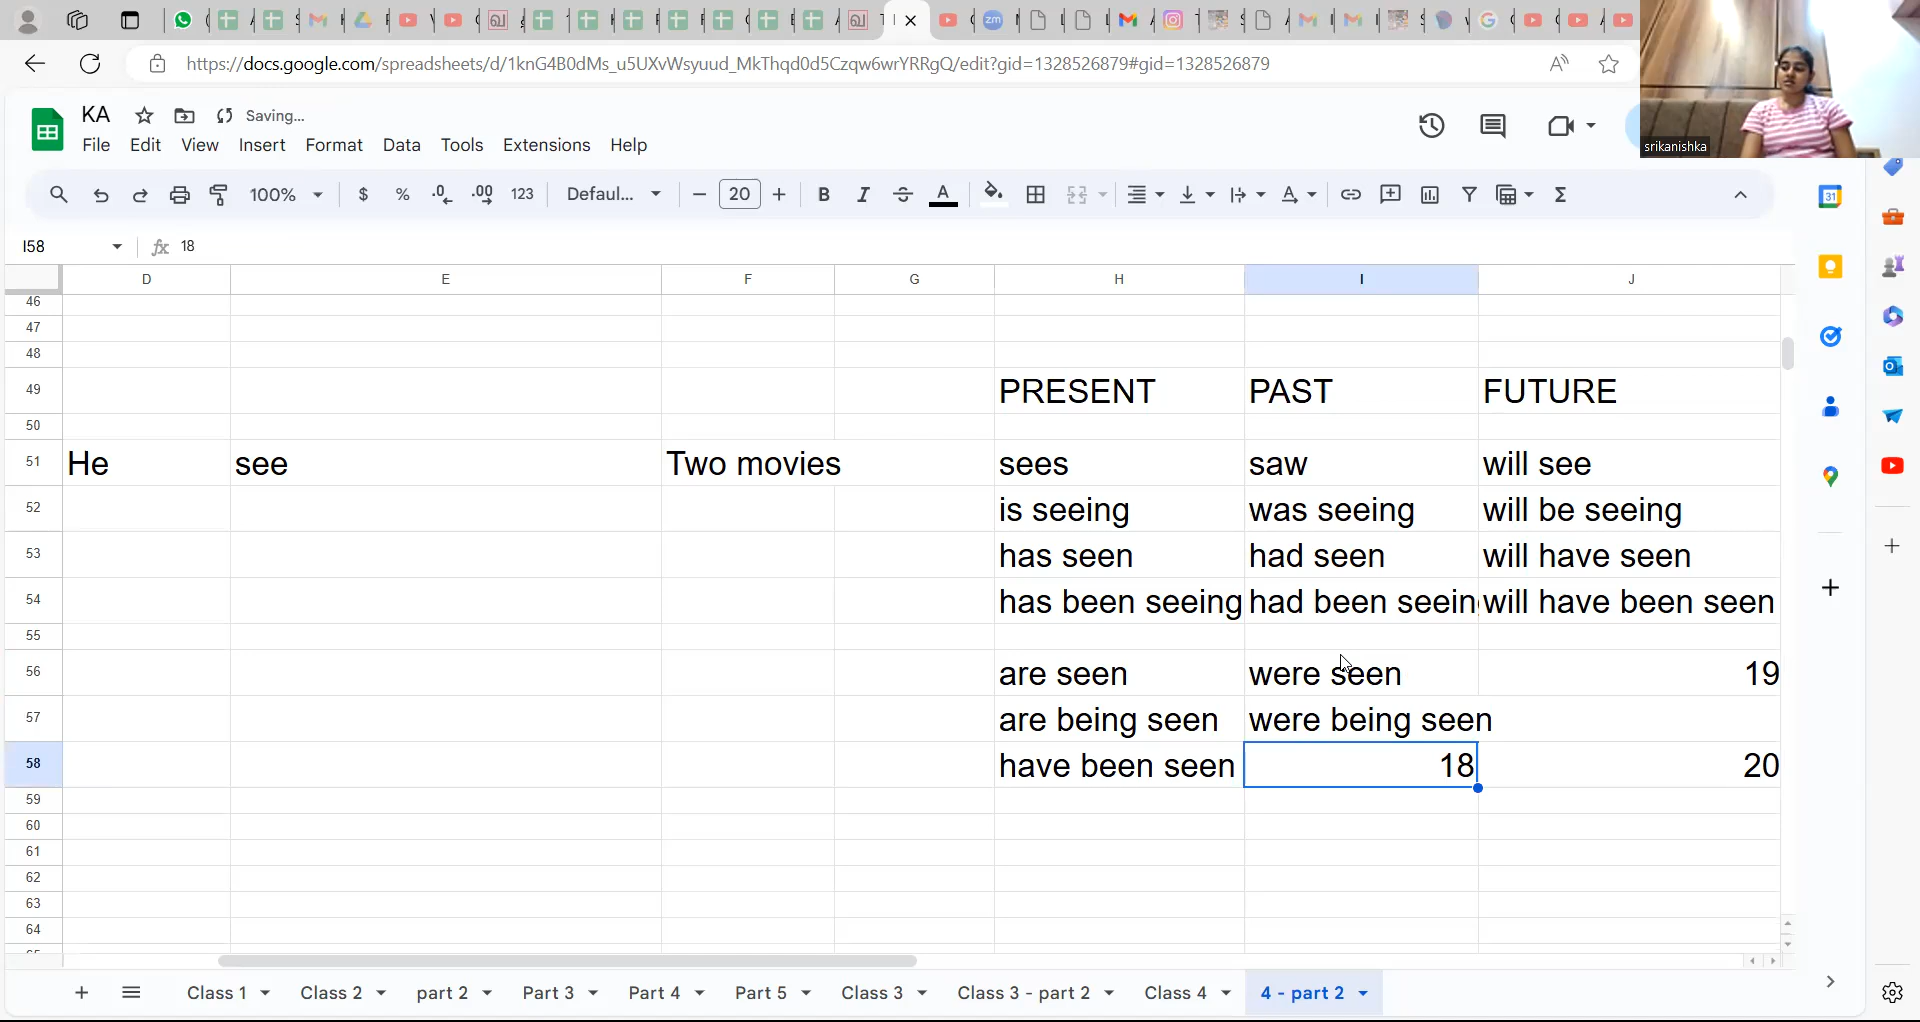 https://docs.google.com/spreadsheets/d/1knG4B0dMs_u5UXvWsyuud_MkThqd0d5Czqw6wrYRRgQ/edit?gid=1328526879#gid=1328526879
KA Saving...
File Edit View Insert Format Data Tools Extensions Help
srikanishka
100% $ % .0 .00 123 Defaul... 20 B I A
I58 fx 18
D E F G H I J
46
47
48
49 PRESENT PAST FUTURE
50
51 He see Two movies sees saw will see
52 is seeing was seeing will be seeing
53 has seen had seen will have seen
54 has been seeing had been seein will have been seen
55
56 are seen were seen 19
57 are being seen were being seen
58 have been seen 18 20
59
60
61
62
63
64
Class 1 Class 2 part 2 Part 3 Part 4 Part 5 Class 3 Class 3 - part 2 Class 4 4 - part 2